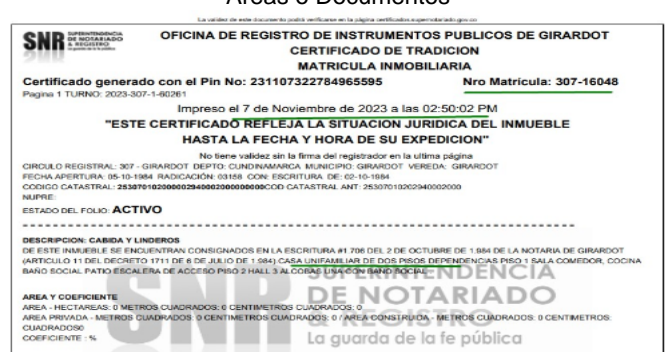 Areas o Documentos
La validez de este documento podrá verificarse en la página certificados.supernotariado.gov.co
SNR SUPERINTENDENCIA DE NOTARIADO & REGISTRO
La guarda de la fe pública
OFICINA DE REGISTRO DE INSTRUMENTOS PUBLICOS DE GIRARDOT
CERTIFICADO DE TRADICION
MATRICULA INMOBILIARIA
Certificado generado con el Pin No: 231107322784965595 Nro Matrícula: 307-16048
Pagina 1 TURNO: 2023-307-1-60261
Impreso el 7 de Noviembre de 2023 a las 02:50:02 PM
"ESTE CERTIFICADO REFLEJA LA SITUACION JURIDICA DEL INMUEBLE
HASTA LA FECHA Y HORA DE SU EXPEDICION"
No tiene validez sin la firma del registrador en la ultima página
CIRCULO REGISTRAL: 307 - GIRARDOT DEPTO: CUNDINAMARCA MUNICIPIO: GIRARDOT VEREDA: GIRARDOT
FECHA APERTURA: 05-10-1984 RADICACIÓN: 03158 CON: ESCRITURA DE: 02-10-1984
CODIGO CATASTRAL: 253070102000002940002000000000COD CATASTRAL ANT: 25307010202940002000
NUPRE:
ESTADO DEL FOLIO: ACTIVO
DESCRIPCION: CABIDA Y LINDEROS
DE ESTE INMUEBLE SE ENCUENTRAN CONSIGNADOS EN LA ESCRITURA #1 706 DEL 2 DE OCTUBRE DE 1.984 DE LA NOTARIA DE GIRARDOT
(ARTICULO 11 DEL DECRETO 1711 DE 6 DE JULIO DE 1.984) CASA UNIFAMILIAR DE DOS PISOS DEPENDENCIAS PISO 1 SALA COMEDOR, COCINA
BAÑO SOCIAL PATIO ESCALERA DE ACCESO PISO 2 HALL 3 ALCOBAS UNA CON BANO SOCIAL
SUPERINTENDENCIA
DE NOTARIADO
& REGISTRO
La guarda de la fe pública
SNR
AREA Y COEFICIENTE
AREA - HECTAREAS: 0 METROS CUADRADOS: 0 CENTIMETROS CUADRADOS: 0
AREA PRIVADA - METROS CUADRADOS: 0 CENTIMETROS CUADRADOS: 0 / AREA CONSTRUIDA - METROS CUADRADOS: 0 CENTIMETROS:
CUADRADOS0
COEFICIENTE : %